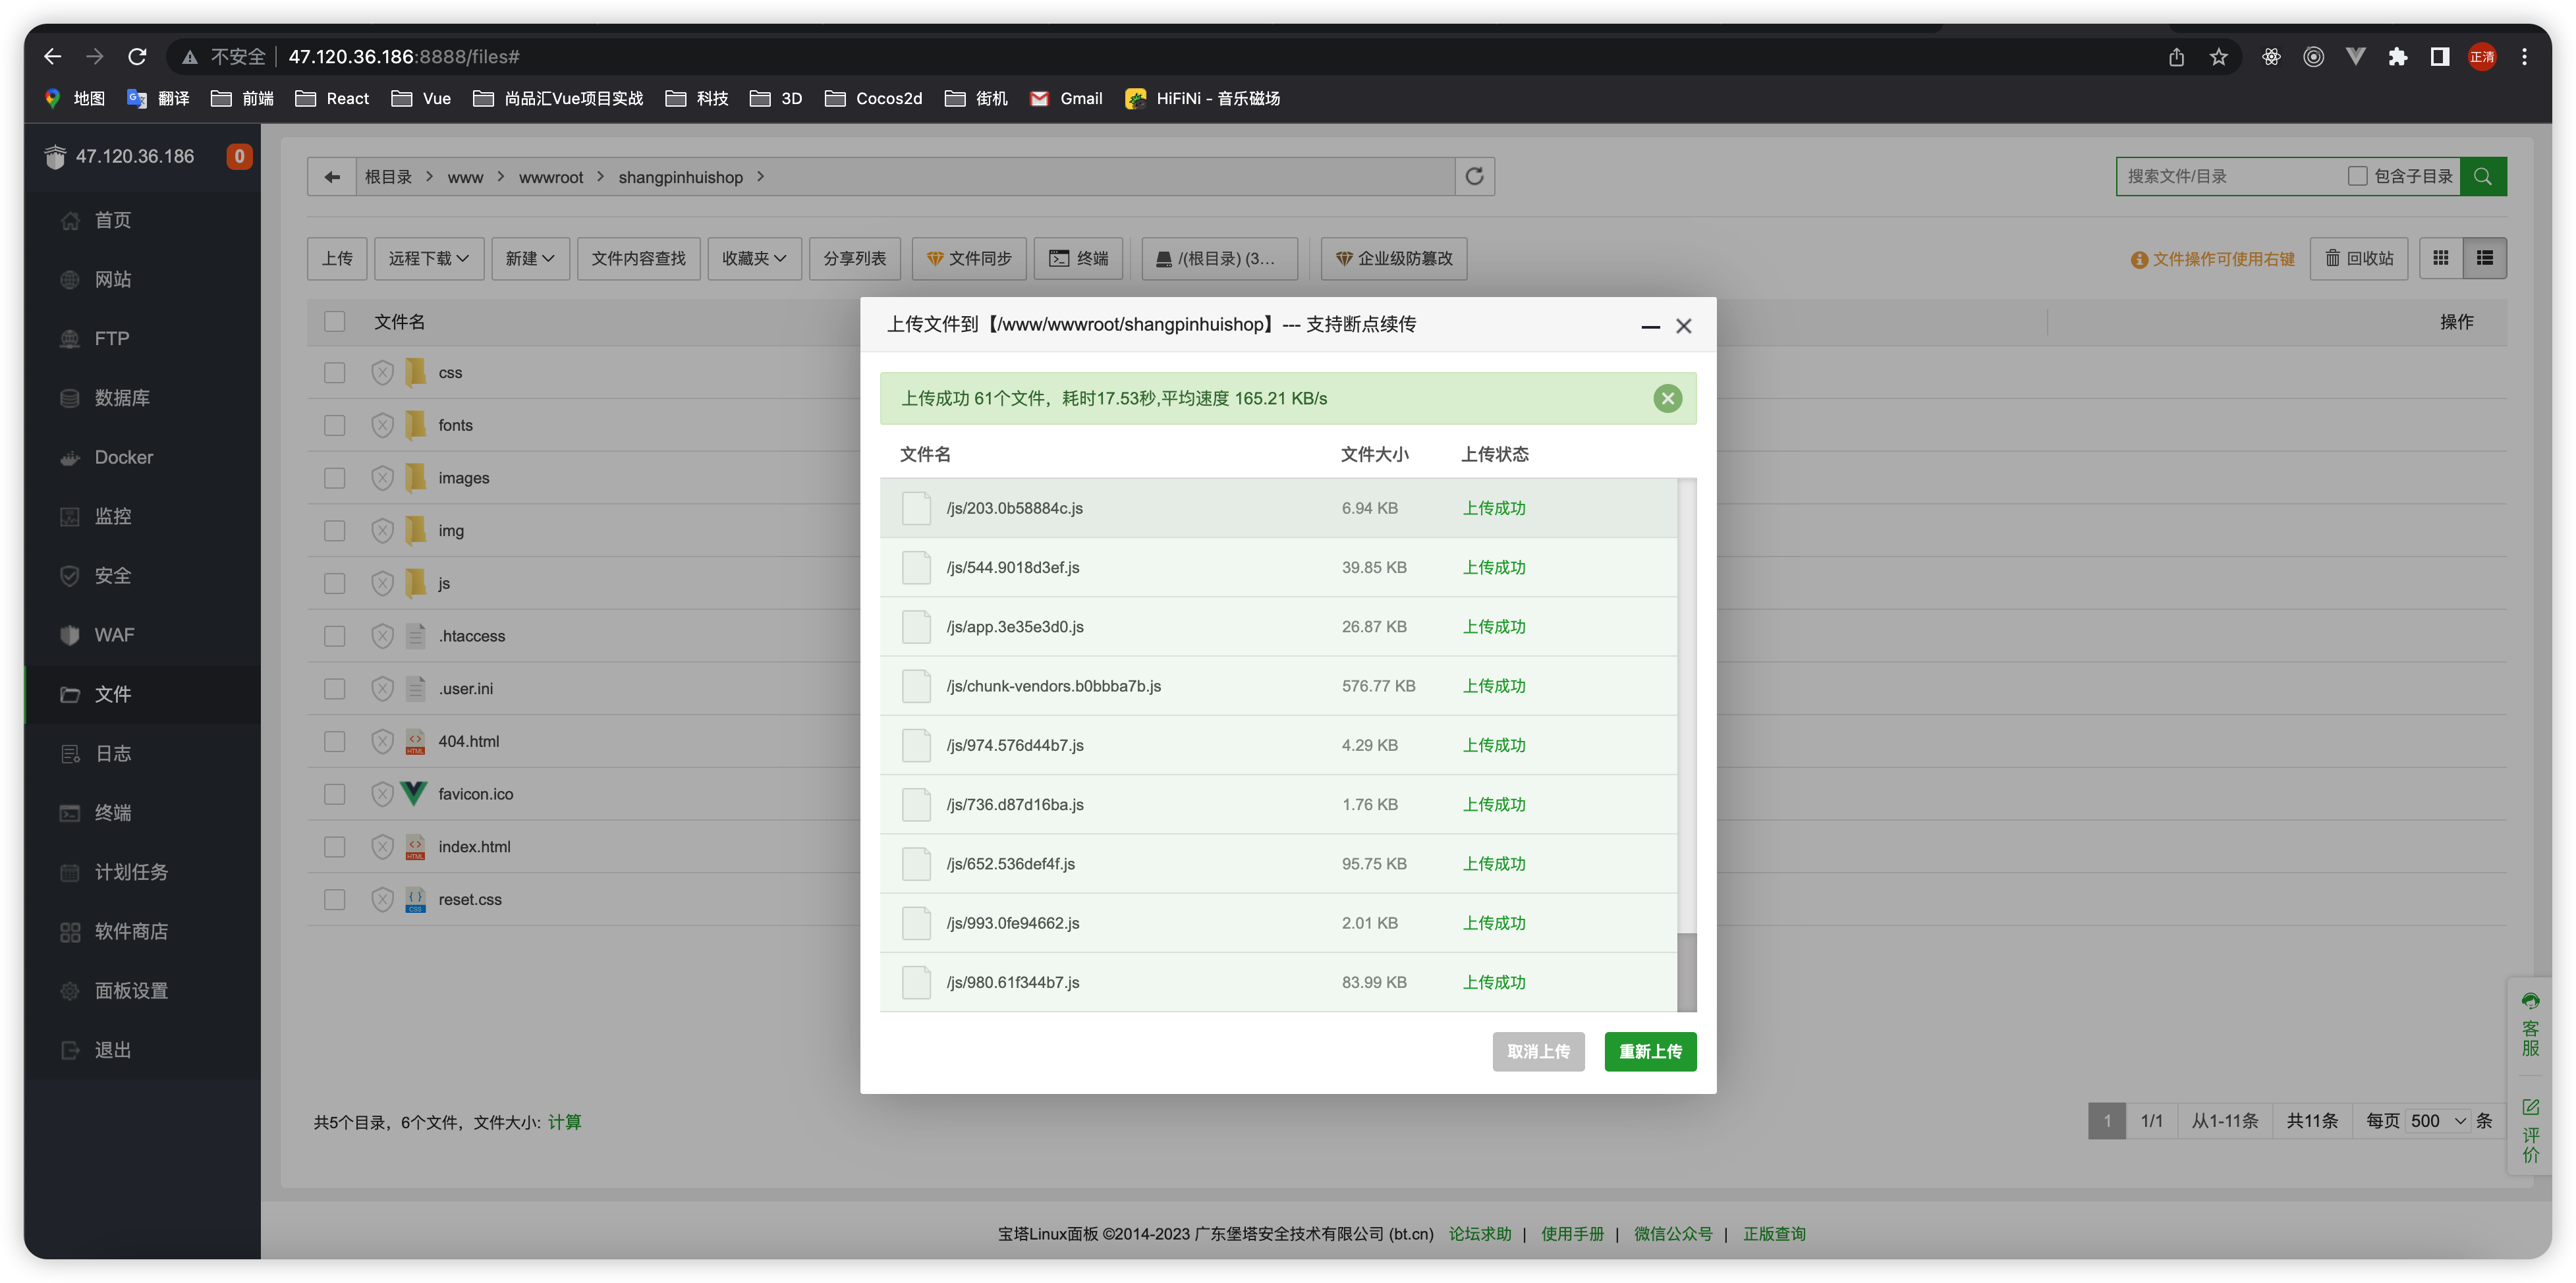 不安全 47.120.36.186:8888/files# 正清
地图 翻译 前端 React Vue 尚品汇Vue项目实战 科技 3D Cocos2d 街机 Gmail HiFiNi - 音乐磁场
47.120.36.186 0
首页
网站
FTP
数据库
Docker
监控
安全
WAF
文件
日志
终端
计划任务
软件商店
面板设置
退出
根目录 www wwwroot shangpinhuishop
搜索文件/目录 包含子目录
上传 远程下载 新建 文件内容查找 收藏夹 分享列表 文件同步 终端 /(根目录) (3... 企业级防篡改 文件操作可使用右键 回收站
文件名 操作
css
fonts
images
img
js
.htaccess
.user.ini
404.html
favicon.ico
index.html
reset.css
上传文件到【/www/wwwroot/shangpinhuishop】--- 支持断点续传
上传成功 61个文件，耗时17.53秒,平均速度 165.21 KB/s
文件名 文件大小 上传状态
/js/203.0b58884c.js 6.94 KB 上传成功
/js/544.9018d3ef.js 39.85 KB 上传成功
/js/app.3e35e3d0.js 26.87 KB 上传成功
/js/chunk-vendors.b0bbba7b.js 576.77 KB 上传成功
/js/974.576d44b7.js 4.29 KB 上传成功
/js/736.d87d16ba.js 1.76 KB 上传成功
/js/652.536def4f.js 95.75 KB 上传成功
/js/993.0fe94662.js 2.01 KB 上传成功
/js/980.61f344b7.js 83.99 KB 上传成功
取消上传 重新上传
客服
评价
共5个目录，6个文件，文件大小: 计算
1 1/1 从1-11条 共11条 每页 500 条
宝塔Linux面板 ©2014-2023 广东堡塔安全技术有限公司 (bt.cn) 论坛求助 | 使用手册 | 微信公众号 | 正版查询